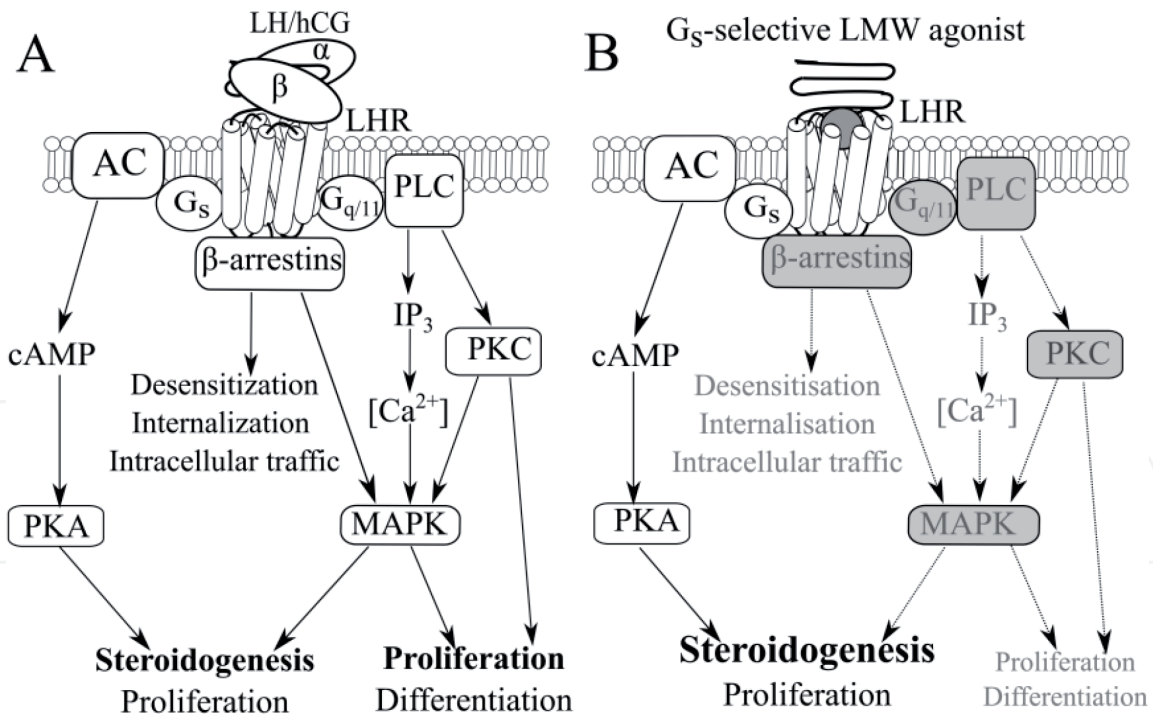 A
LH/hCG
α
β
LHR
AC
Gs
Gq/11
PLC
β-arrestins
IP3
PKC
cAMP
Desensitization
Internalization
Intracellular traffic
[Ca2+]
PKA
MAPK
Steroidogenesis
Proliferation
Proliferation
Differentiation
B
GS-selective LMW agonist
LHR
AC
Gs
Gq/11
PLC
β-arrestins
IP3
PKC
cAMP
Desensitisation
Internalisation
Intracellular traffic
[Ca2+]
PKA
MAPK
Steroidogenesis
Proliferation
Proliferation
Differentiation